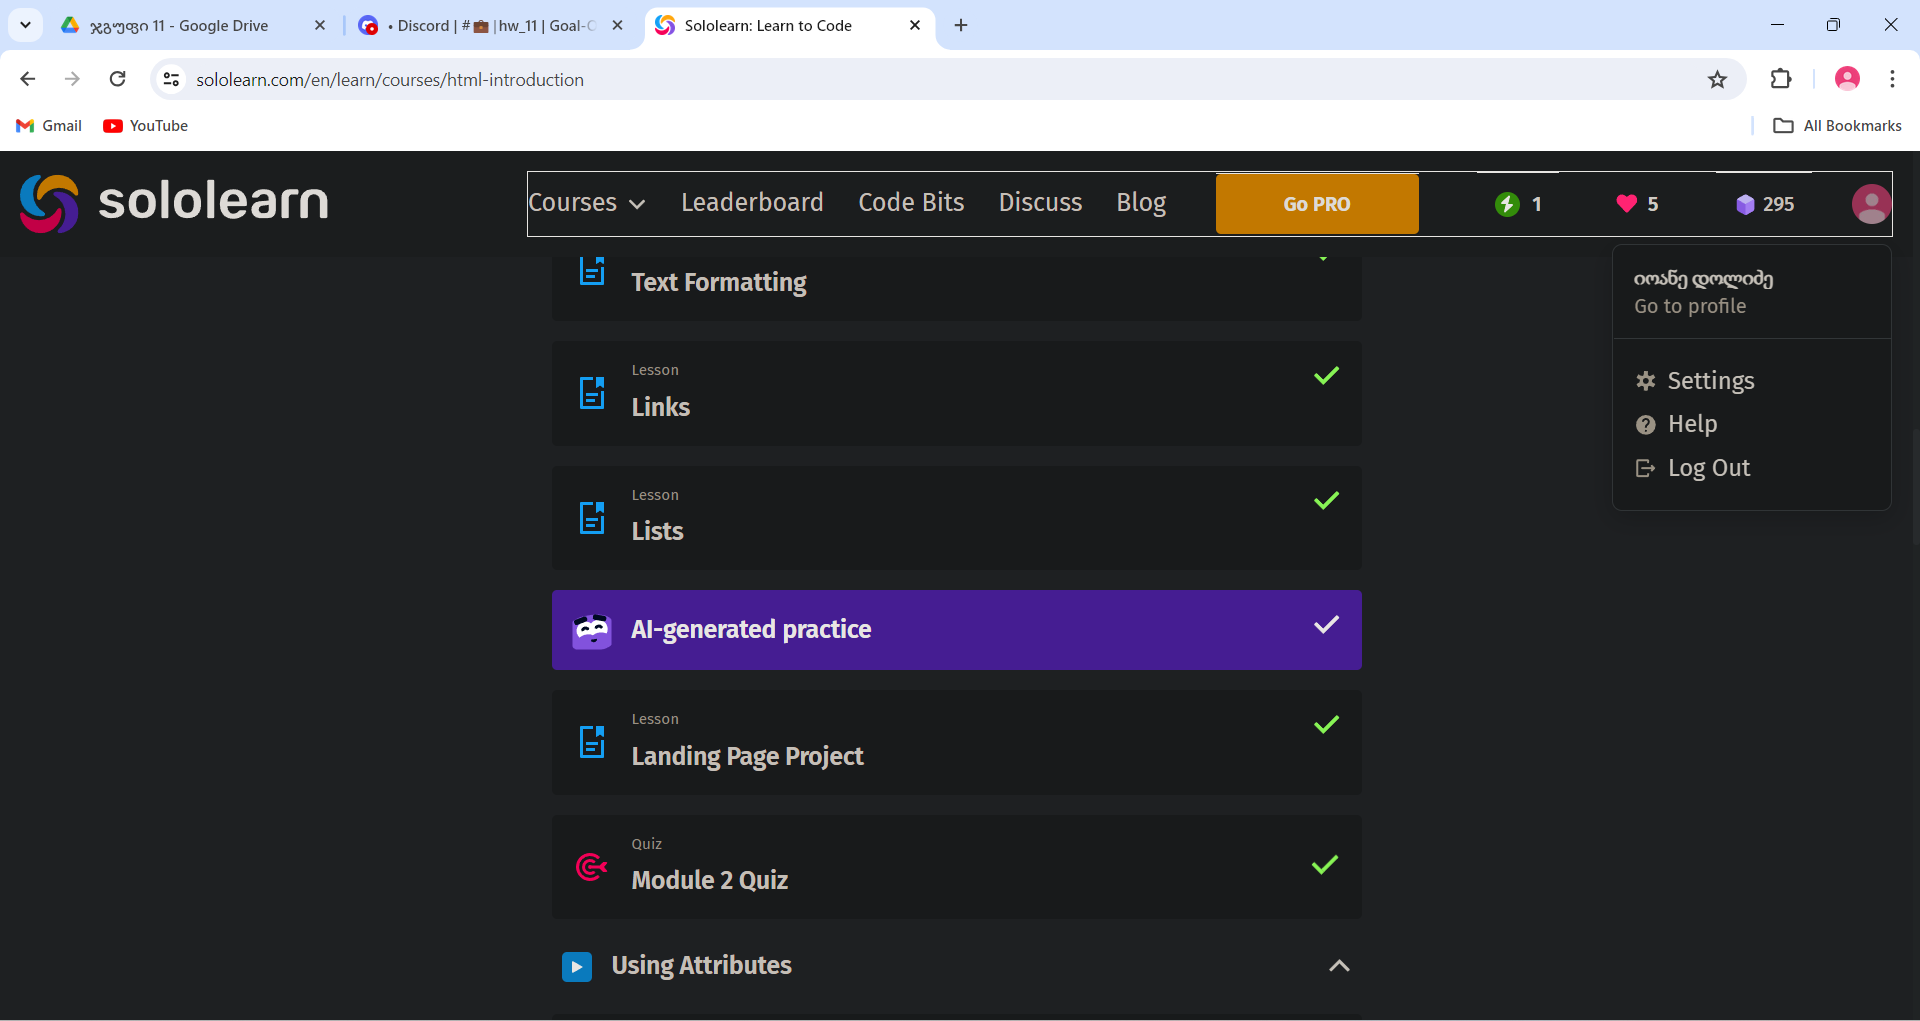 ჯგუფი 11 - Google Drive
• Discord | #💼|hw_11 | Goal-
Sololearn: Learn to Code
sololearn.com/en/learn/courses/html-introduction
Gmail
YouTube
All Bookmarks
sololearn
Courses
Leaderboard
Code Bits
Discuss
Blog
Go PRO
1
5
295
იოანე დოლიძე
Go to profile
Settings
Help
Log Out
Text Formatting
Lesson
Links
Lesson
Lists
AI-generated practice
Lesson
Landing Page Project
Quiz
Module 2 Quiz
Using Attributes